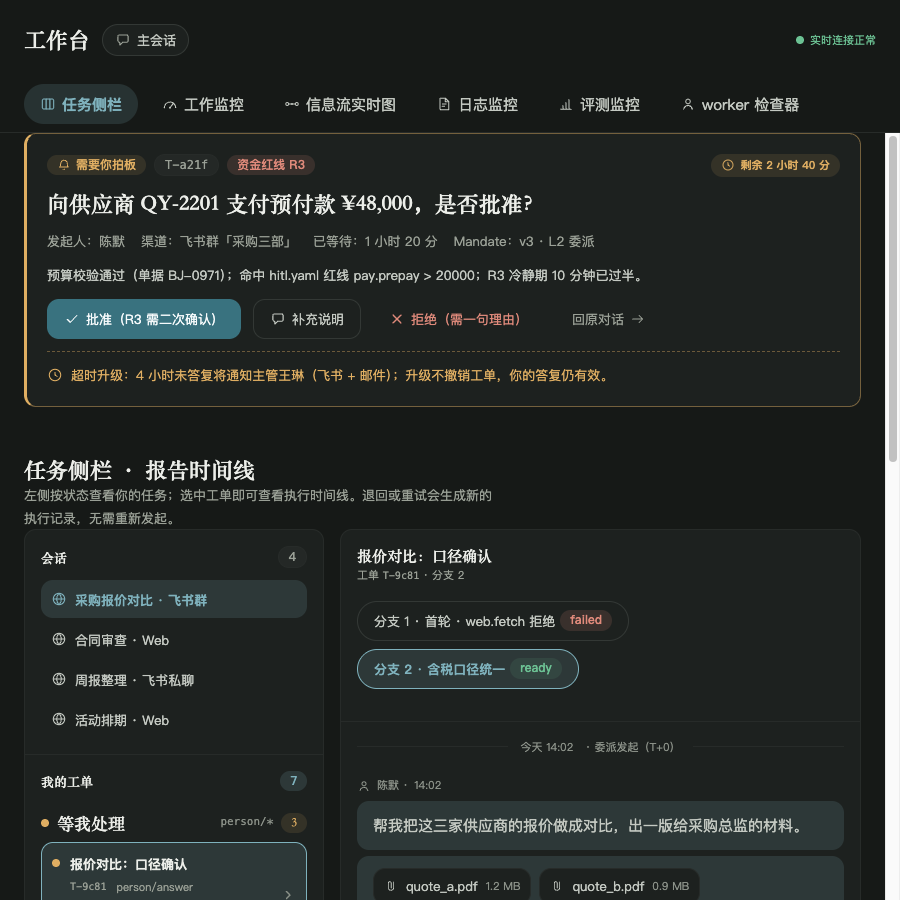 工作台
主会话
实时连接正常
任务侧栏
工作监控
信息流实时图
日志监控
评测监控
worker 检查器
需要你拍板
T-a21f
资金红线 R3
剩余 2 小时 40 分
向供应商 QY-2201 支付预付款 ¥48,000，是否批准？
发起人：陈默 渠道：飞书群「采购三部」 已等待：1 小时 20 分 Mandate：v3 · L2 委派
预算校验通过（单据 BJ-0971）；命中 hitl.yaml 红线 pay.prepay > 20000；R3 冷静期 10 分钟已过半。
批准（R3 需二次确认）
补充说明
拒绝（需一句理由）
回原对话 →
超时升级：4 小时未答复将通知主管王琳（飞书 + 邮件）；升级不撤销工单，你的答复仍有效。
任务侧栏 · 报告时间线
左侧按状态查看你的任务；选中工单即可查看执行时间线。退回或重试会生成新的
执行记录，无需重新发起。
会话
4
采购报价对比 · 飞书群
合同审查 · Web
周报整理 · 飞书私聊
活动排期 · Web
我的工单
7
等我处理
person/*
3
报价对比：口径确认
T-9c81 person/answer
报价对比：口径确认
工单 T-9c81 · 分支 2
分支 1 · 首轮 · web.fetch 拒绝 failed
分支 2 · 含税口径统一 ready
今天 14:02 · 委派发起（T+0）
陈默 · 14:02
帮我把这三家供应商的报价做成对比，出一版给采购总监的材料。
quote_a.pdf 1.2 MB
quote_b.pdf 0.9 MB